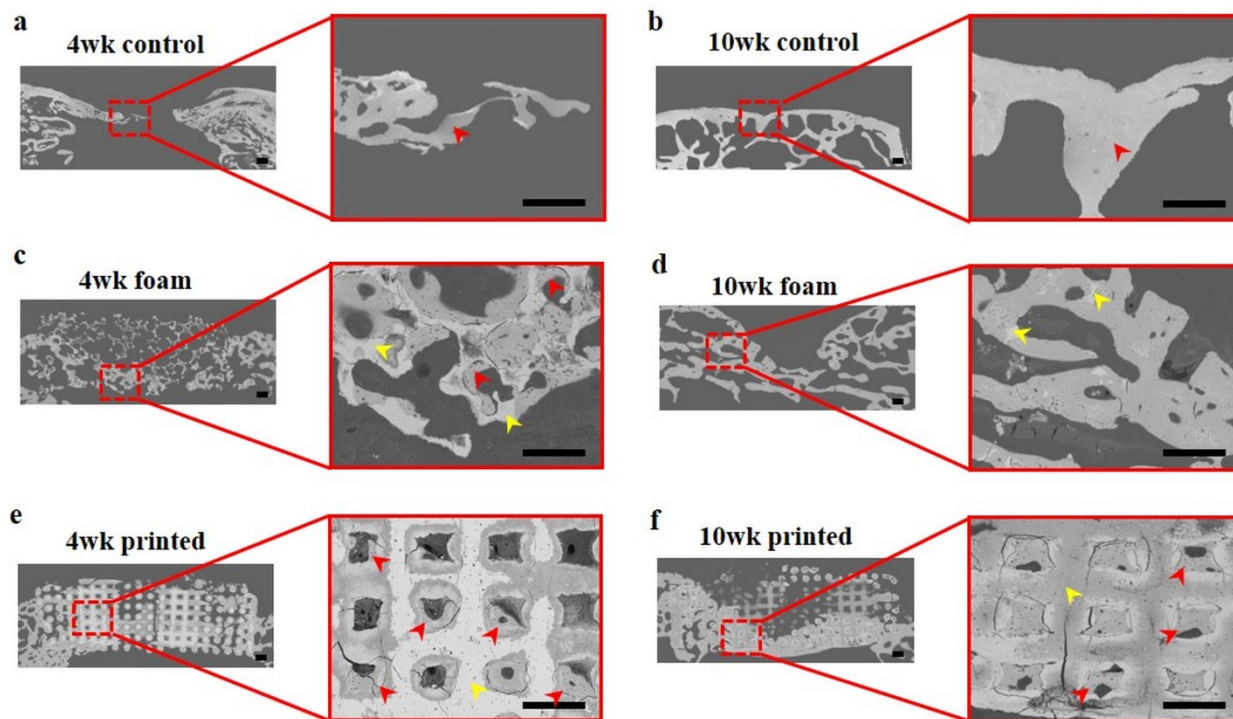 a
4wk control
b
10wk control
c
4wk foam
d
10wk foam
e
4wk printed
f
10wk printed